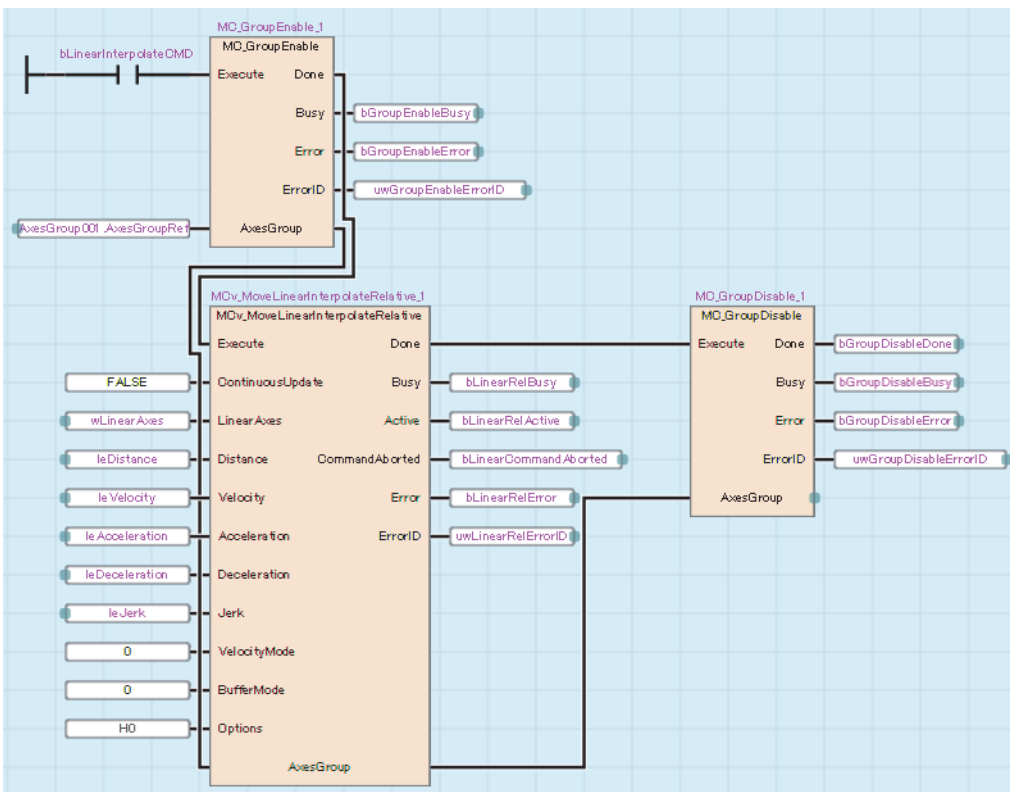 MC_GroupEnable_1
bLinearInterpolateCMD
MC_GroupEnable
Execute Done
Busy bGroupEnableBusy
Error bGroupEnableError
ErrorID uwGroupEnableErrorID
AxesGroup001.AxesGroupRef AxesGroup
MCv_MoveLinearInterpolateRelative_1 MC_GroupDisable_1
MCv_MoveLinearInterpolateRelative MC_GroupDisable
Execute Done Execute Done bGroupDisableDone
FALSE ContinuousUpdate Busy bLinearRelBusy Busy bGroupDisableBusy
wLinearAxes LinearAxes Active bLinearRelActive Error bGroupDisableError
leDistance Distance CommandAborted bLinearCommandAborted ErrorID uwGroupDisableErrorID
leVelocity Velocity Error bLinearRelError AxesGroup
leAcceleration Acceleration ErrorID uwLinearRelErrorID
leDeceleration Deceleration
leJerk Jerk
0 VelocityMode
0 BufferMode
H0 Options
AxesGroup